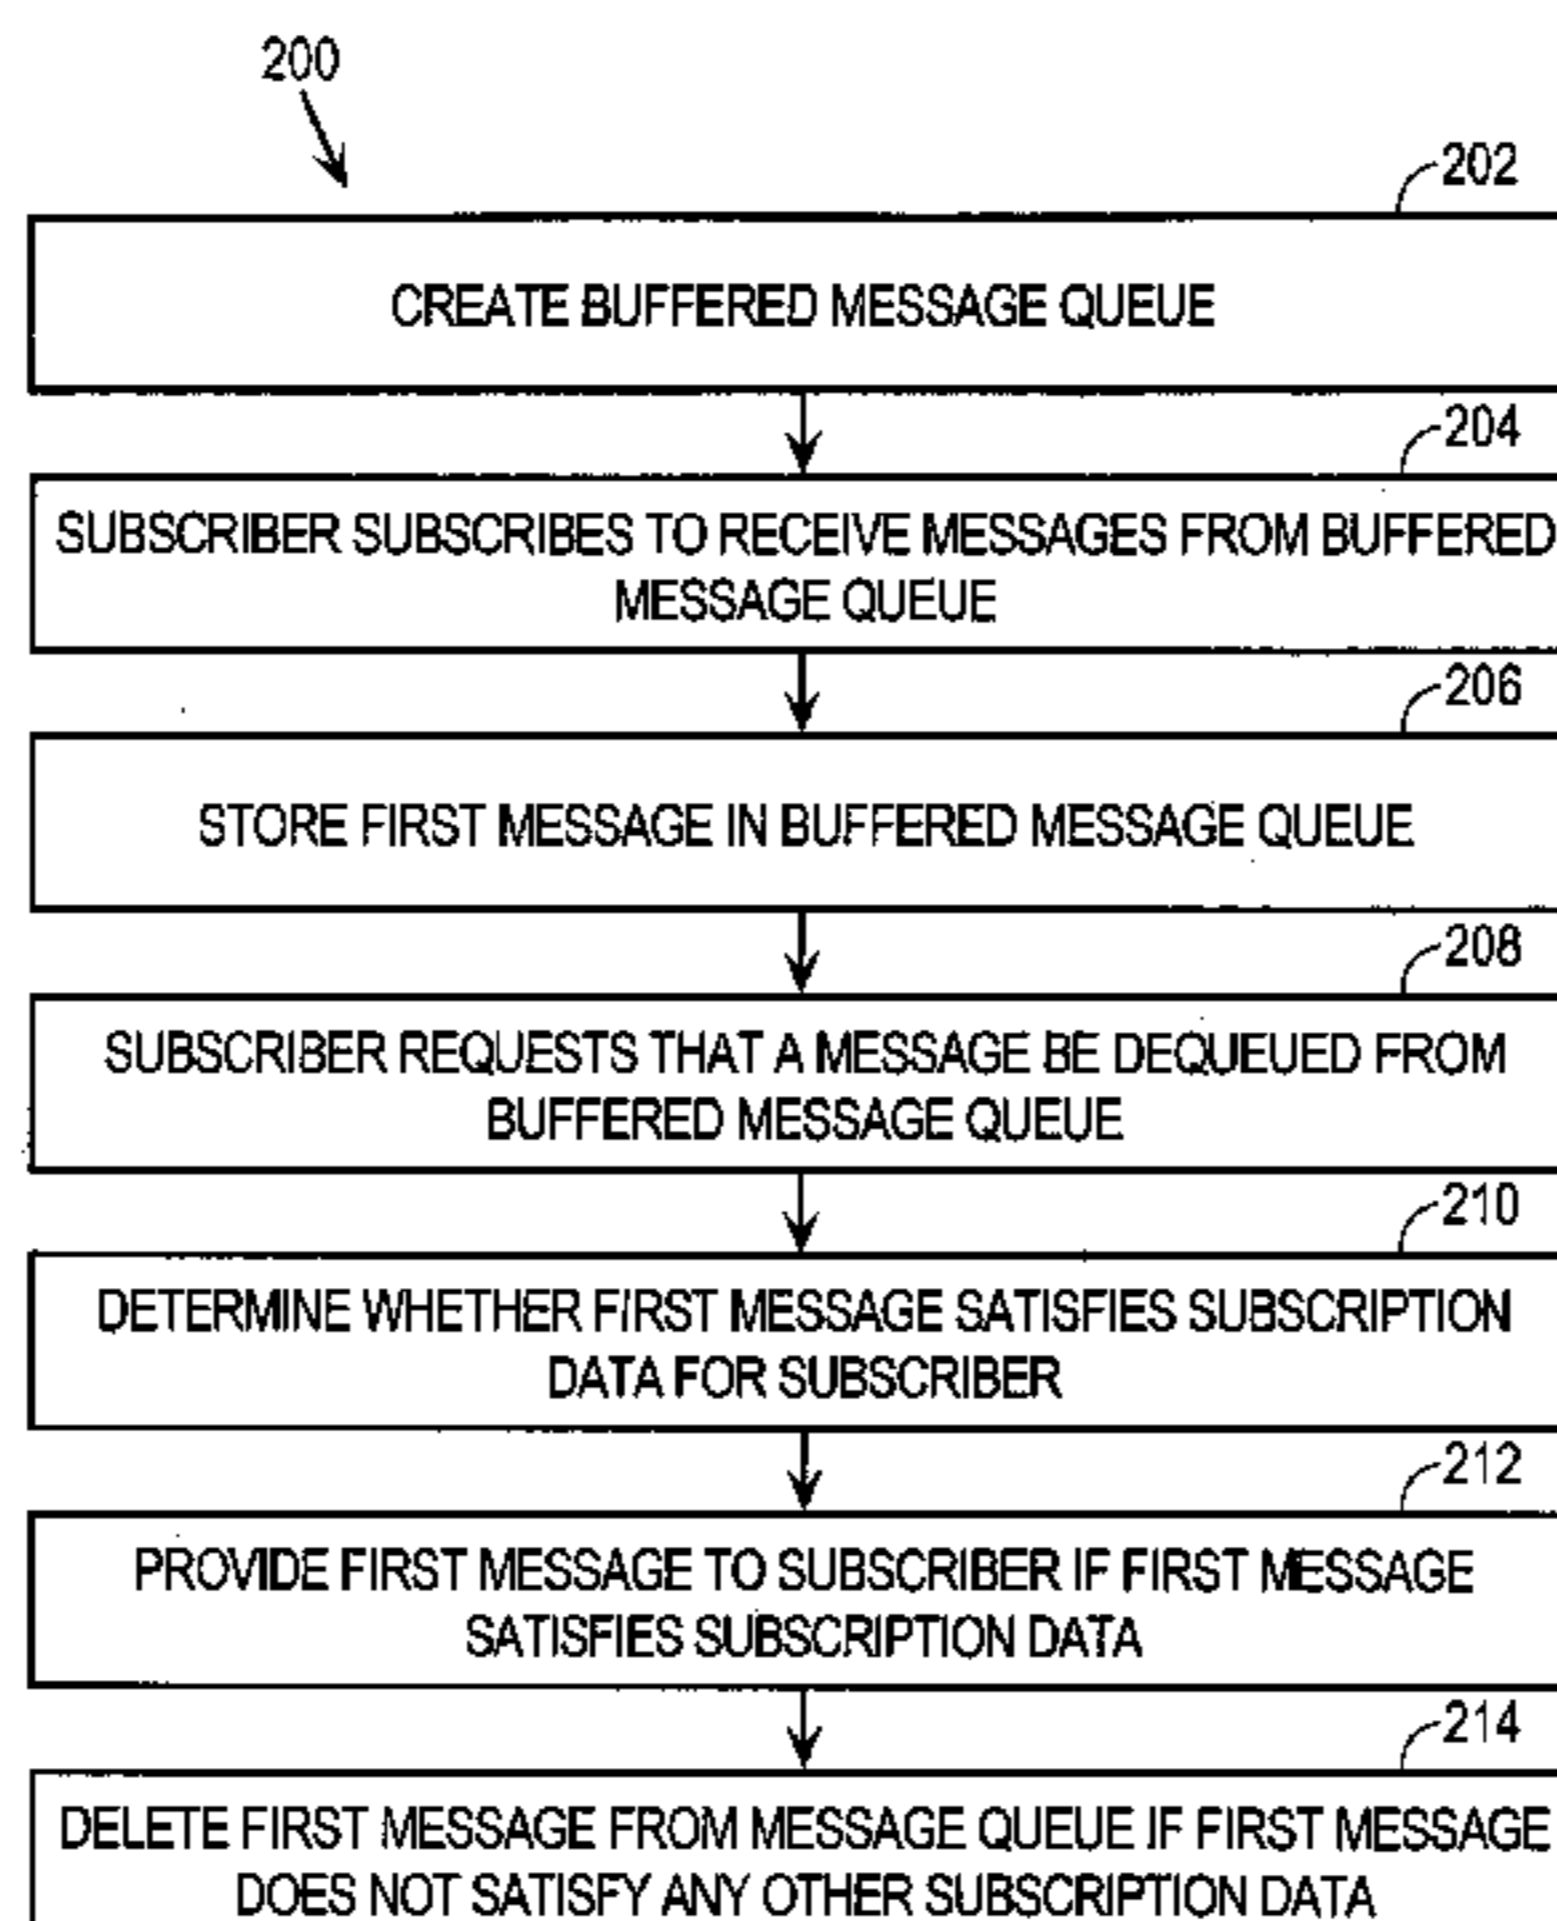 200
202
CREATE BUFFERED MESSAGE QUEUE
204
SUBSCRIBER SUBSCRIBES TO RECEIVE MESSAGES FROM BUFFERED
MESSAGE QUEUE
206
STORE FIRST MESSAGE IN BUFFERED MESSAGE QUEUE
208
SUBSCRIBER REQUESTS THAT A MESSAGE BE DEQUEUED FROM
BUFFERED MESSAGE QUEUE
210
DETERMINE WHETHER FIRST MESSAGE SATISFIES SUBSCRIPTION
DATA FOR SUBSCRIBER
212
PROVIDE FIRST MESSAGE TO SUBSCRIBER IF FIRST MESSAGE
SATISFIES SUBSCRIPTION DATA
214
DELETE FIRST MESSAGE FROM MESSAGE QUEUE IF FIRST MESSAGE
DOES NOT SATISFY ANY OTHER SUBSCRIPTION DATA